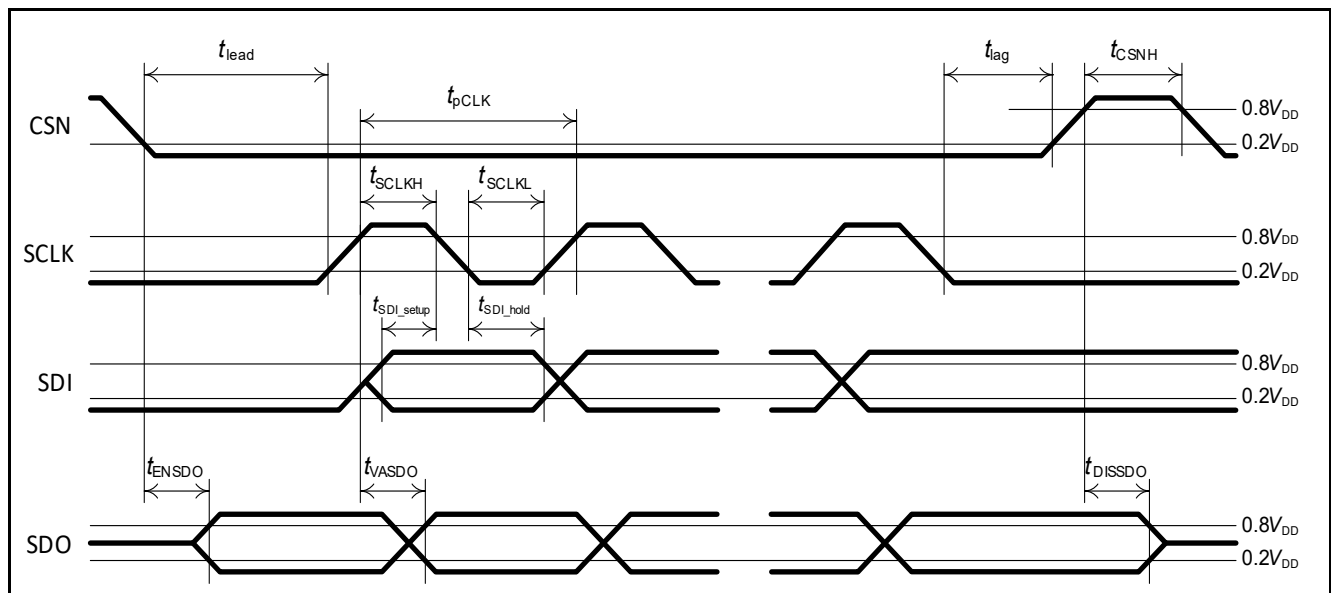 tlead
tlag
tCSNH
tpCLK
CSN
0.8VDD
0.2VDD
tSCLKH
tSCLKL
SCLK
0.8VDD
0.2VDD
tSDI_setup
tSDI_hold
SDI
0.8VDD
0.2VDD
tENSDO
tVASDO
tDISSDO
SDO
0.8VDD
0.2VDD